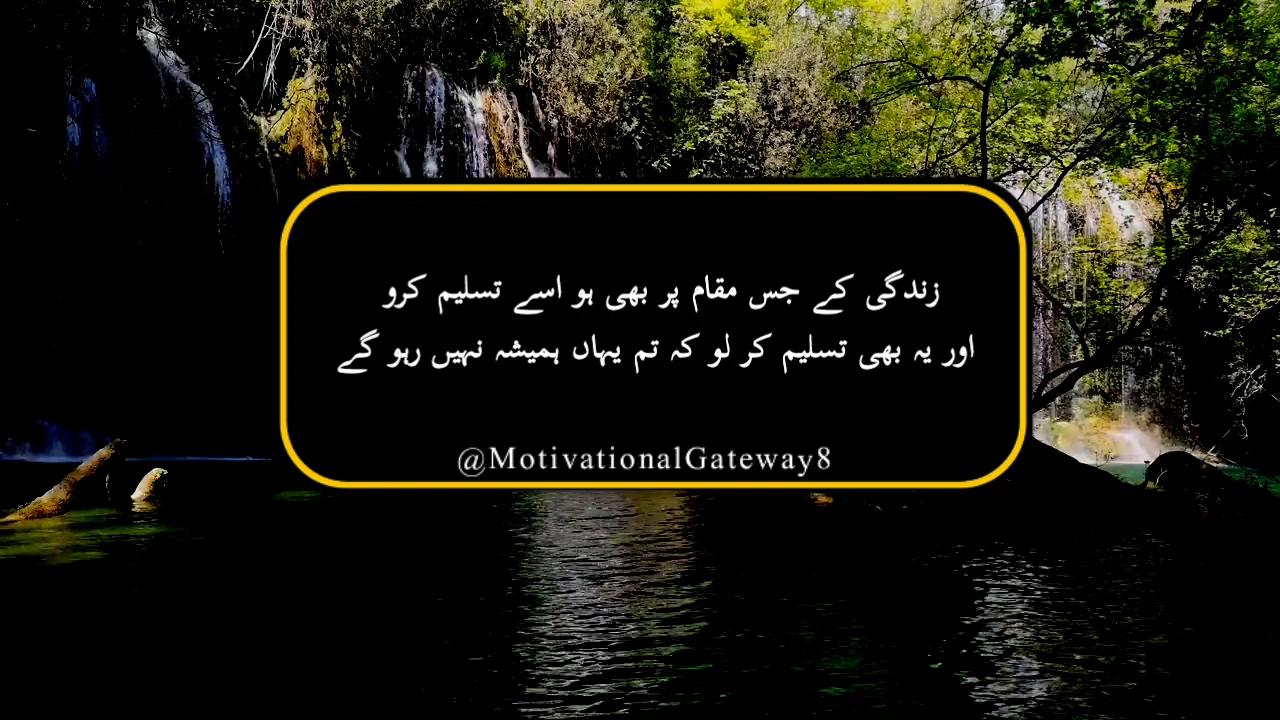 زندگی کے جس مقام پر بھی ہو اسے تسلیم کرو
اور یہ بھی تسلیم کر لو کہ تم یہاں ہمیشہ نہیں رہو گے
@MotivationalGateway8